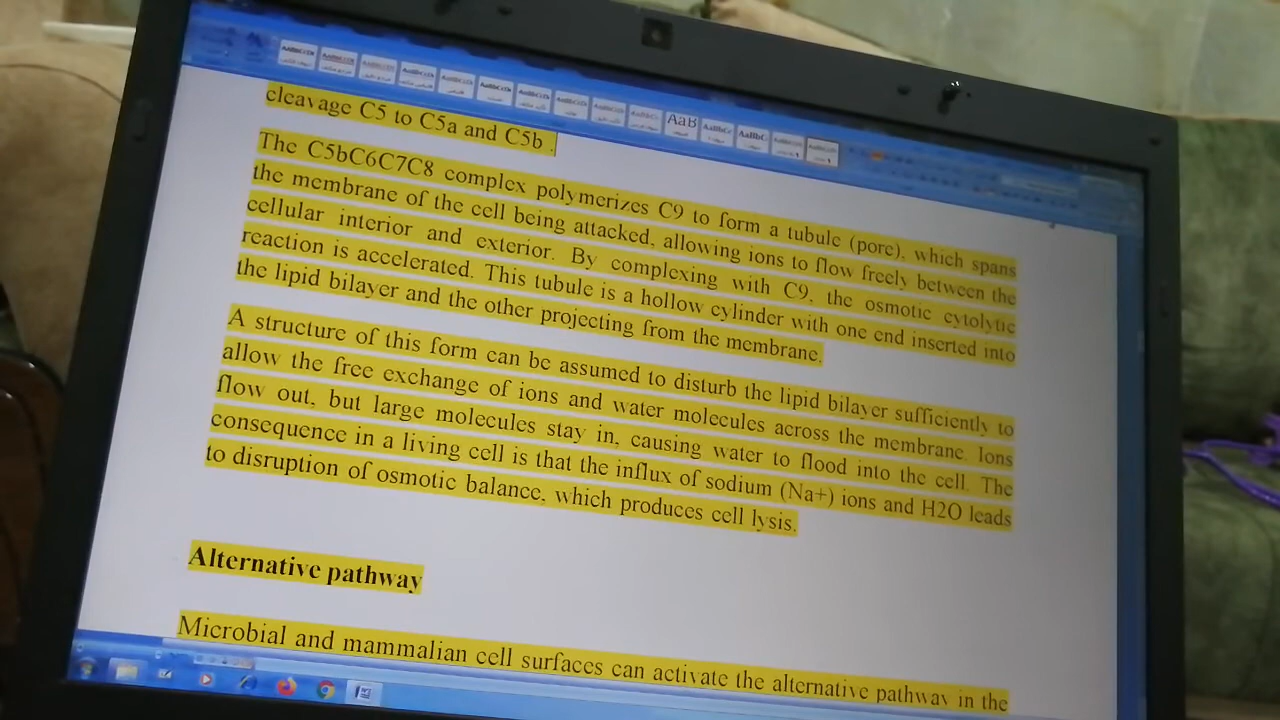 cleavage C5 to C5a and C5b .
The C5bC6C7C8 complex polymerizes C9 to form a tubule (pore), which spans
the membrane of the cell being attacked, allowing ions to flow freely between the
cellular interior and exterior. By complexing with C9, the osmotic cytolytic
reaction is accelerated. This tubule is a hollow cylinder with one end inserted into
the lipid bilayer and the other projecting from the membrane.
A structure of this form can be assumed to disturb the lipid bilayer sufficiently to
allow the free exchange of ions and water molecules across the membrane. Ions
flow out, but large molecules stay in, causing water to flood into the cell. The
consequence in a living cell is that the influx of sodium (Na+) ions and H2O leads
to disruption of osmotic balance, which produces cell lysis.
Alternative pathway
Microbial and mammalian cell surfaces can activate the alternative pathway in the